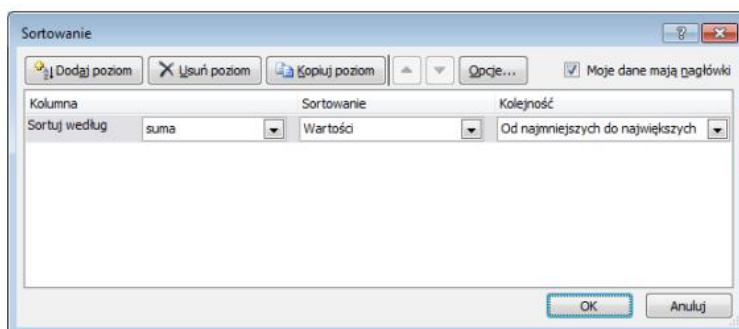 Sortowanie
Dodaj poziom Usuń poziom Kopiuj poziom Opcje... Moje dane mają nagłówki
Kolumna Sortowanie Kolejność
Sortuj według suma Wartości Od najmniejszych do największych
OK Anuluj